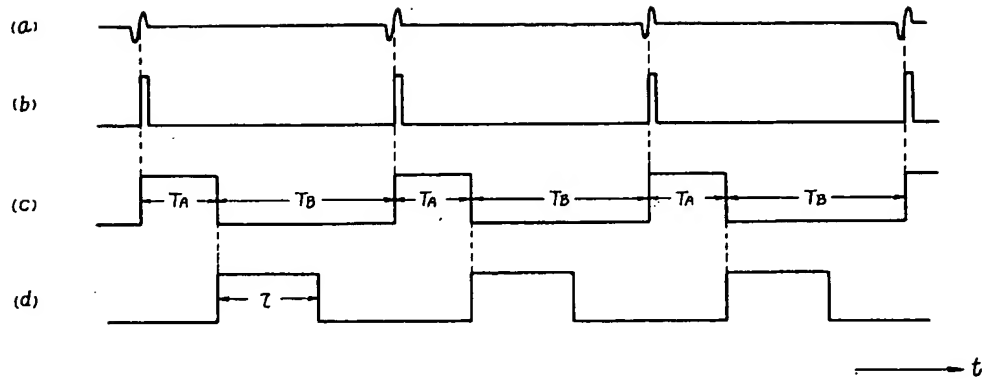 (a)
(b)
(c) TA TB TA TB TA TB
(d) τ
t